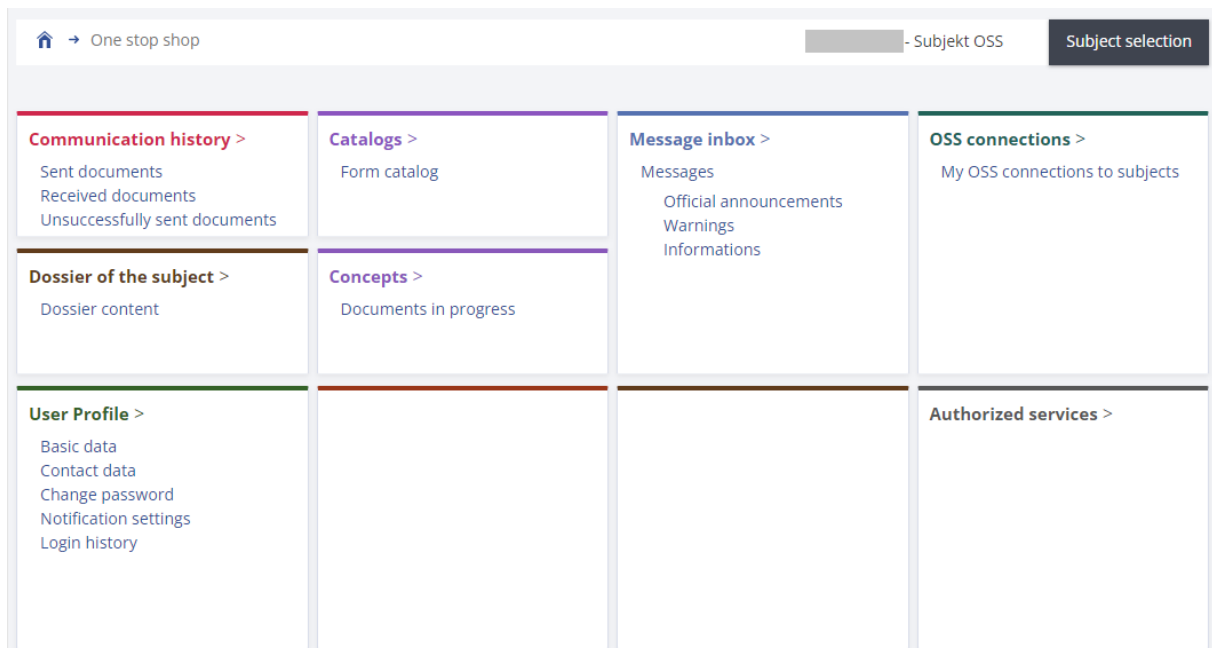 → One stop shop
- Subjekt OSS
Subject selection
Communication history >
Sent documents
Received documents
Unsuccessfully sent documents
Catalogs >
Form catalog
Message inbox >
Messages
Official announcements
Warnings
Informations
OSS connections >
My OSS connections to subjects
Dossier of the subject >
Dossier content
Concepts >
Documents in progress
User Profile >
Basic data
Contact data
Change password
Notification settings
Login history
Authorized services >